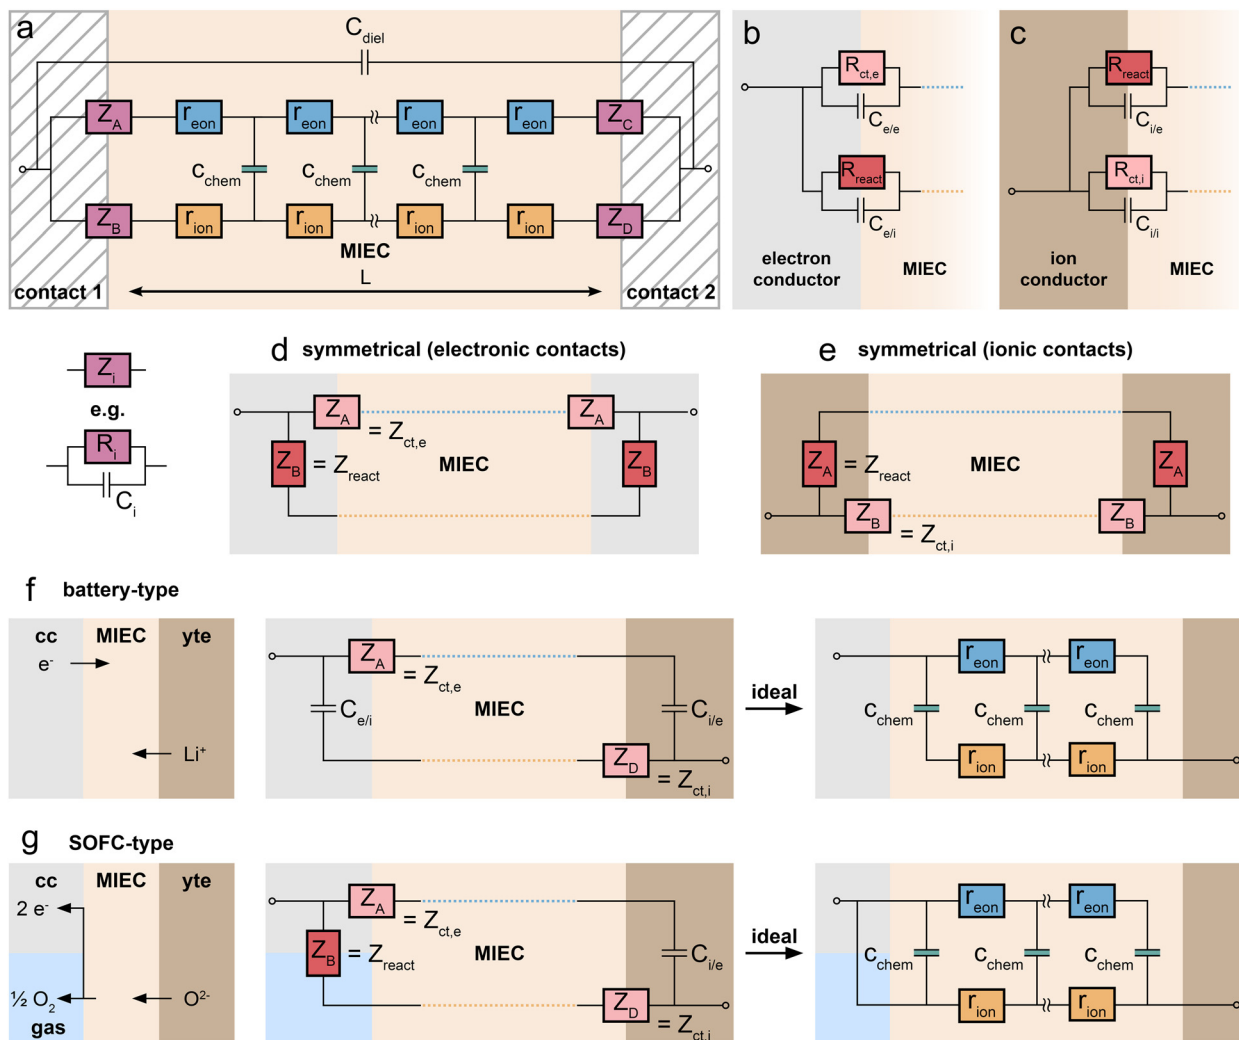 a
C_diel
Z_A r_eon r_eon r_eon r_eon Z_C
c_chem c_chem c_chem
Z_B r_ion r_ion r_ion r_ion Z_D
MIEC
L
contact 1 contact 2
b
R_ct,e
C_e/e
R_react
C_e/i
electron
conductor
MIEC
c
R_react
C_i/e
R_ct,i
C_i/i
ion
conductor
MIEC
Z_i
e.g.
R_i
C_i
d symmetrical (electronic contacts)
Z_A Z_A
= Z_ct,e
Z_B = Z_react MIEC Z_B
e symmetrical (ionic contacts)
Z_A = Z_react MIEC Z_A
Z_B Z_B
= Z_ct,i
f battery-type
cc MIEC yte
e⁻
Li⁺
Z_A
= Z_ct,e
C_e/i MIEC C_i/e
Z_D
= Z_ct,i
ideal
r_eon r_eon
c_chem c_chem c_chem
r_ion r_ion
g SOFC-type
cc MIEC yte
2 e⁻
½ O₂ O²⁻
gas
Z_A
= Z_ct,e
Z_B = Z_react MIEC C_i/e
Z_D
= Z_ct,i
ideal
r_eon r_eon
c_chem c_chem c_chem
r_ion r_ion